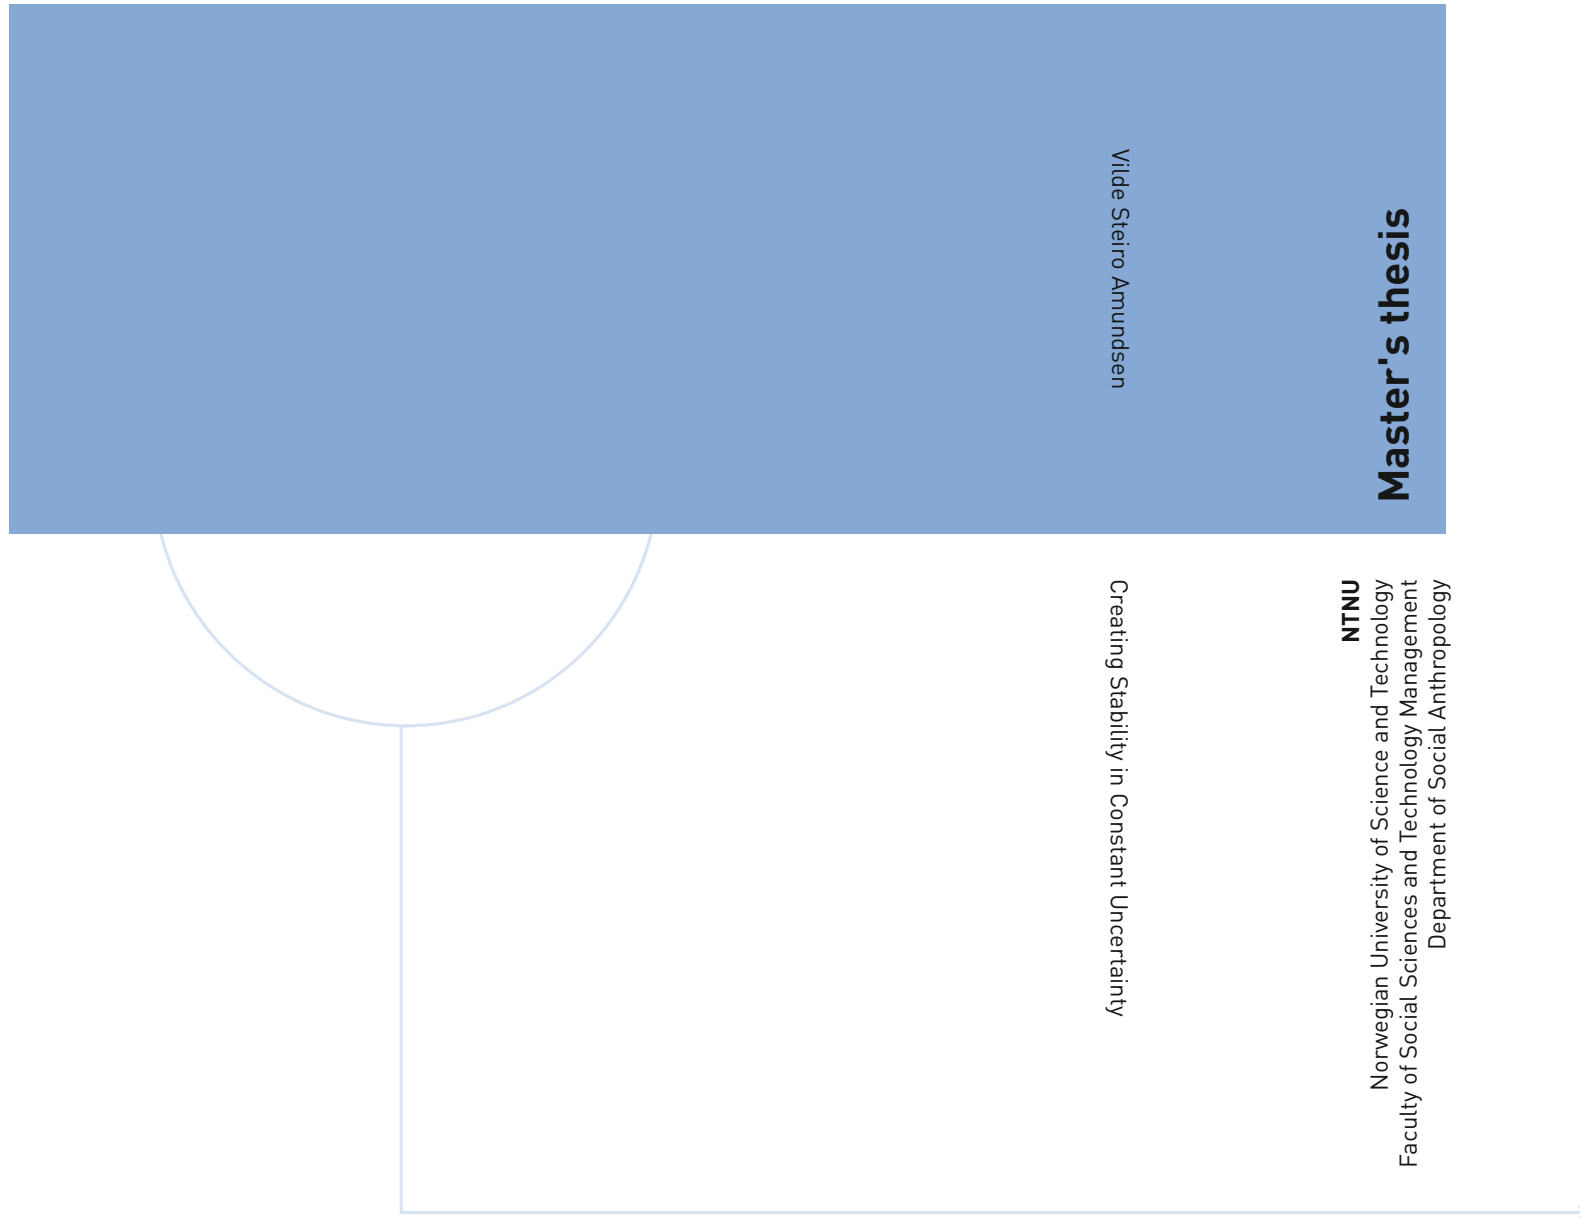 Vilde Steiro Amundsen
Creating Stability in Constant Uncertainty
Master's thesis
NTNU
Norwegian University of Science and Technology
Faculty of Social Sciences and Technology Management
Department of Social Anthropology